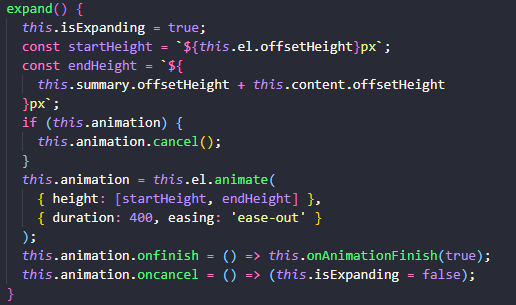 expand() {
  this.isExpanding = true;
  const startHeight = `${this.el.offsetHeight}px`;
  const endHeight = `${
    this.summary.offsetHeight + this.content.offsetHeight
  }px`;
  if (this.animation) {
    this.animation.cancel();
  }
  this.animation = this.el.animate(
    { height: [startHeight, endHeight] },
    { duration: 400, easing: 'ease-out' }
  );
  this.animation.onfinish = () => this.onAnimationFinish(true);
  this.animation.oncancel = () => (this.isExpanding = false);
}